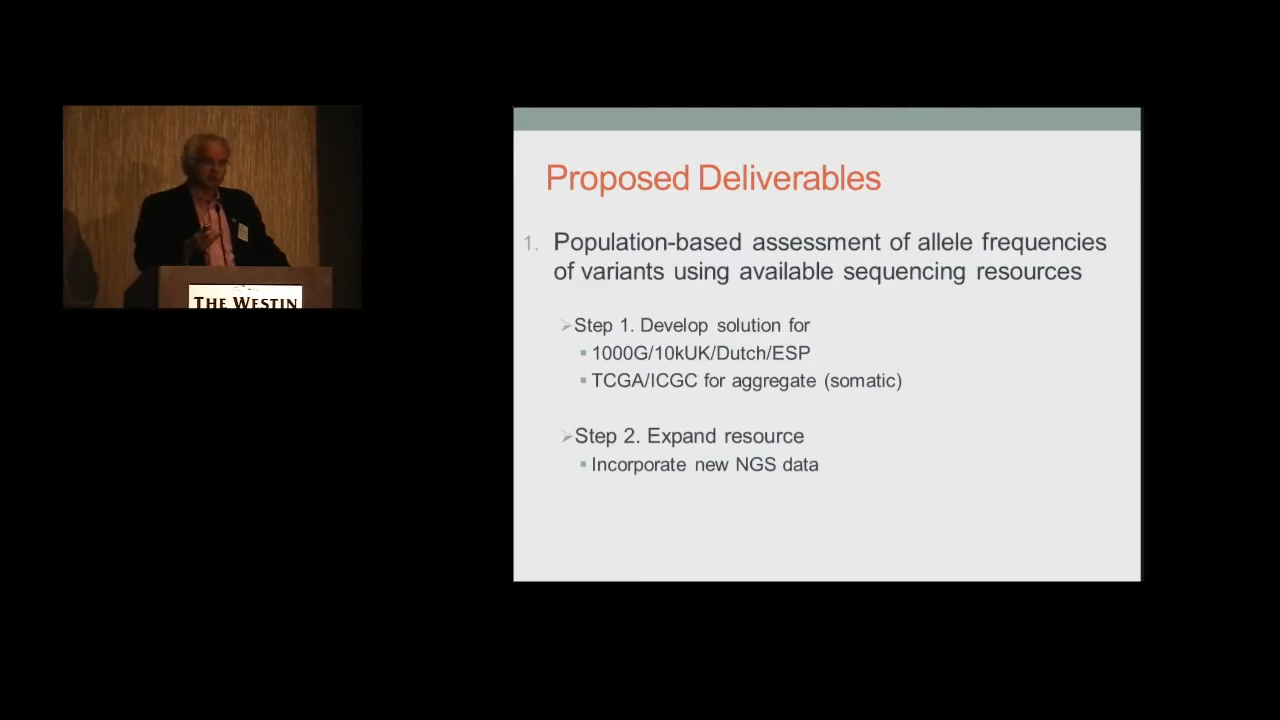 THE WESTIN
Proposed Deliverables
1. Population-based assessment of allele frequencies
of variants using available sequencing resources
Step 1. Develop solution for
1000G/10kUK/Dutch/ESP
TCGA/ICGC for aggregate (somatic)
Step 2. Expand resource
Incorporate new NGS data